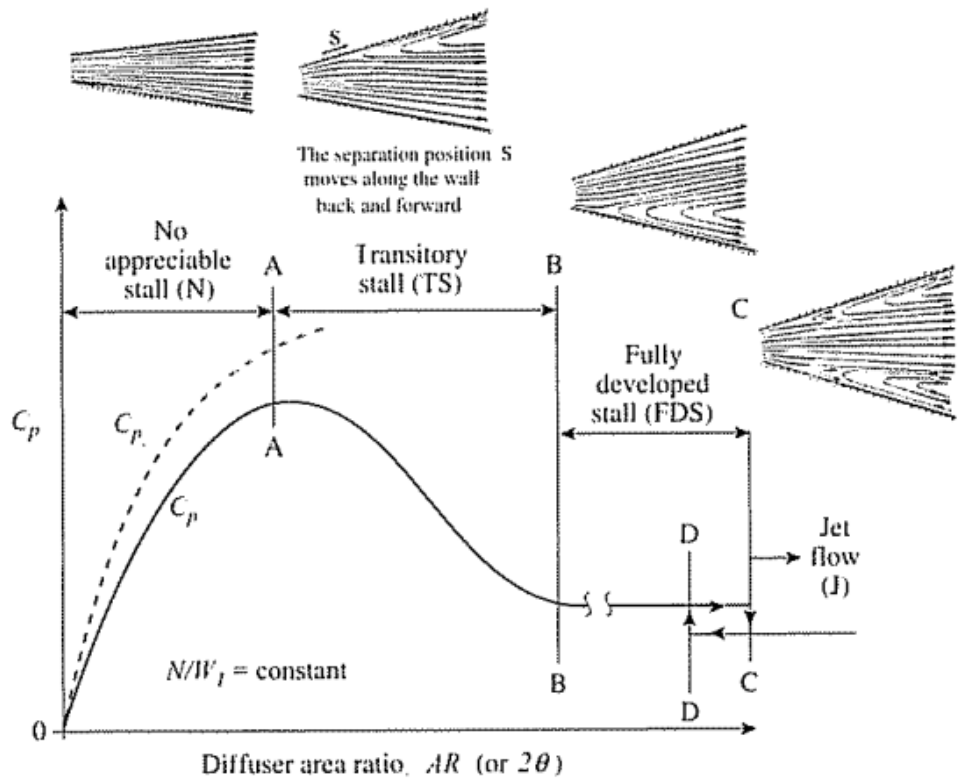 S
The separation position S
moves along the wall
back and forward
No
appreciable
stall (N)
A
Transitory
stall (TS)
B
C
Fully
developed
stall (FDS)
C_p
C_p.
C_p
A
D
Jet
flow
(J)
N/W_I = constant
B
D
C
0
Diffuser area ratio, AR (or 2θ)